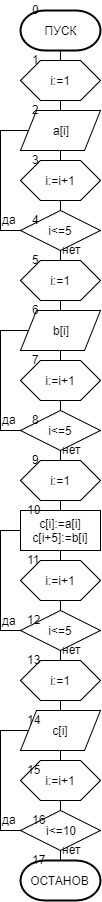 0
ПУСК
1
i:=1
2
a[i]
3
i:=i+1
4
да
i<=5
нет
5
i:=1
6
b[i]
7
i:=i+1
8
да
i<=5
нет
9
i:=1
10
c[i]:=a[i]
c[i+5]:=b[i]
11
i:=i+1
12
да
i<=5
нет
13
i:=1
14
c[i]
15
i:=i+1
16
да
i<=10
нет
17
ОСТАНОВ